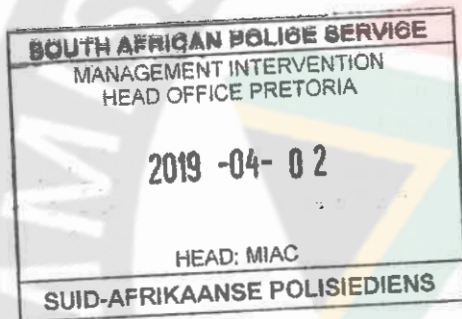 SOUTH AFRICAN POLICE SERVICE
MANAGEMENT INTERVENTION
HEAD OFFICE PRETORIA
2019 -04- 02
HEAD: MIAC
SUID-AFRIKAANSE POLISIEDIENS